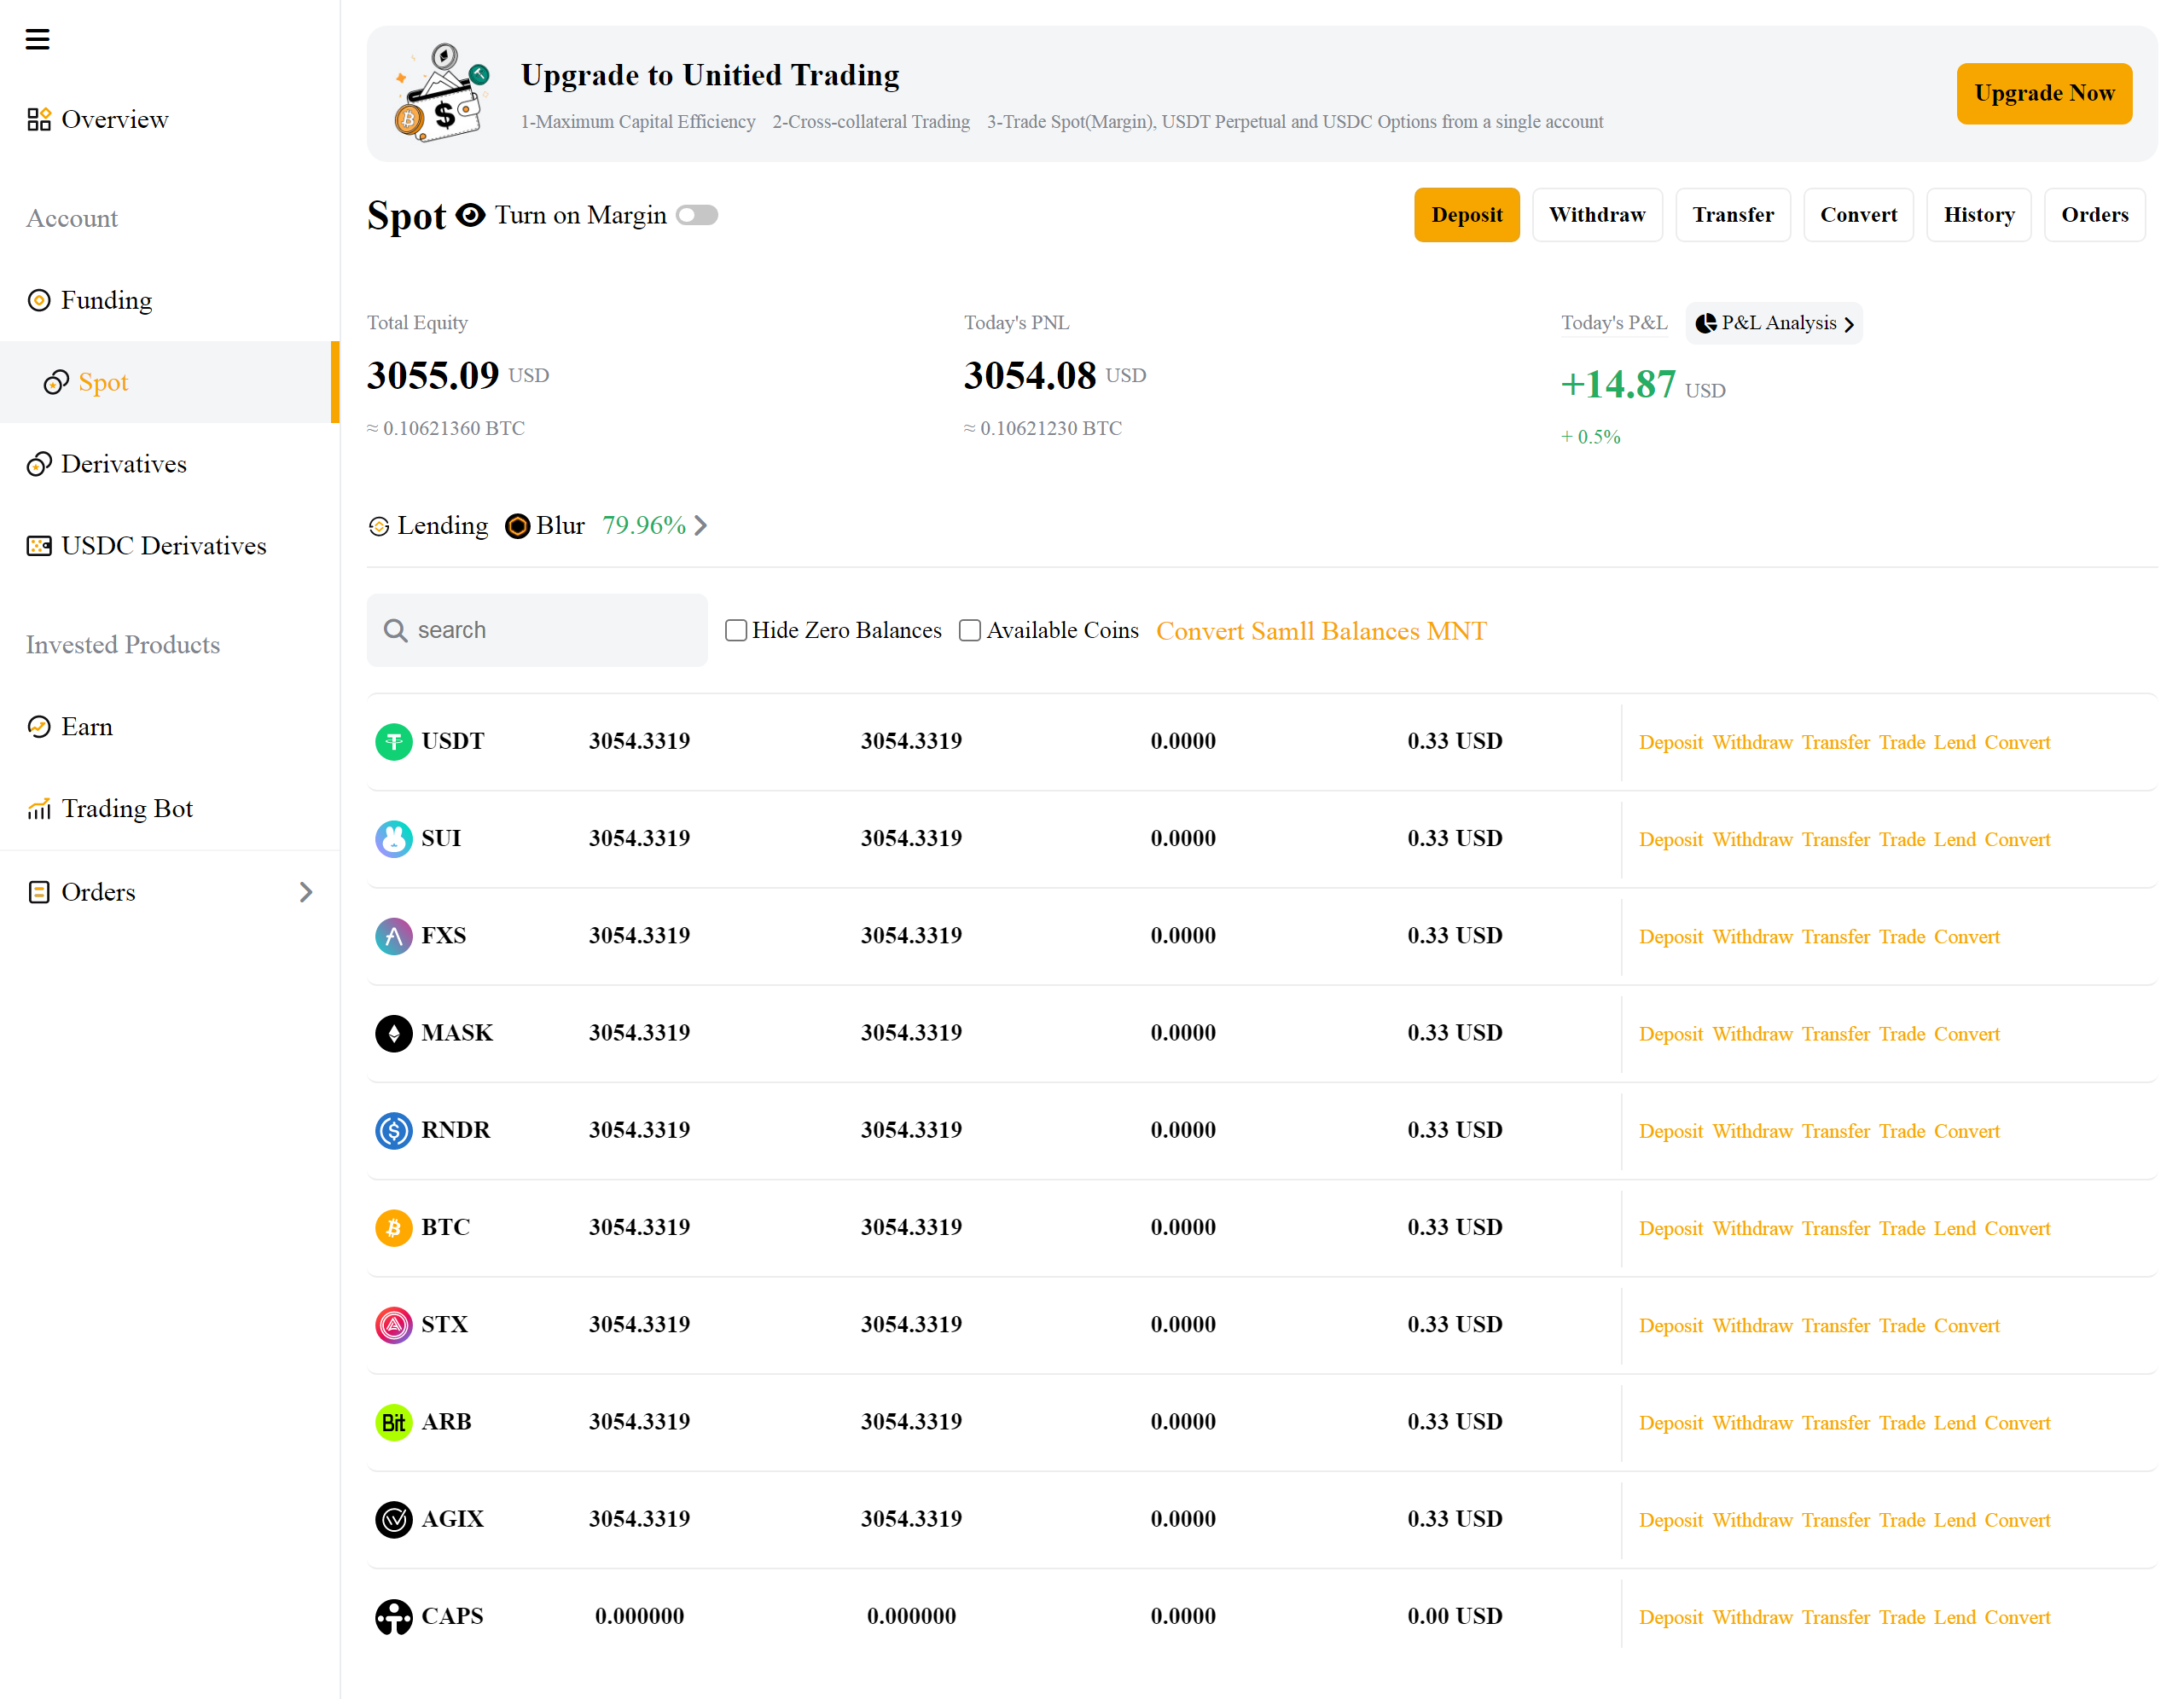 Overview
Account
Funding
Spot
Derivatives
USDC Derivatives
Invested Products
Earn
Trading Bot
Orders
Upgrade to Unitied Trading
1-Maximum Capital Efficiency 2-Cross-collateral Trading 3-Trade Spot(Margin), USDT Perpetual and USDC Options from a single account
Upgrade Now
Spot Turn on Margin
Deposit Withdraw Transfer Convert History Orders
Total Equity
3055.09 USD
≈ 0.10621360 BTC
Today's PNL
3054.08 USD
≈ 0.10621230 BTC
Today's P&L P&L Analysis
+14.87 USD
+ 0.5%
Lending Blur 79.96%
search Hide Zero Balances Available Coins Convert Samll Balances MNT
USDT 3054.3319 3054.3319 0.0000 0.33 USD Deposit Withdraw Transfer Trade Lend Convert
SUI 3054.3319 3054.3319 0.0000 0.33 USD Deposit Withdraw Transfer Trade Lend Convert
FXS 3054.3319 3054.3319 0.0000 0.33 USD Deposit Withdraw Transfer Trade Convert
MASK 3054.3319 3054.3319 0.0000 0.33 USD Deposit Withdraw Transfer Trade Convert
RNDR 3054.3319 3054.3319 0.0000 0.33 USD Deposit Withdraw Transfer Trade Convert
BTC 3054.3319 3054.3319 0.0000 0.33 USD Deposit Withdraw Transfer Trade Lend Convert
STX 3054.3319 3054.3319 0.0000 0.33 USD Deposit Withdraw Transfer Trade Convert
Bit ARB 3054.3319 3054.3319 0.0000 0.33 USD Deposit Withdraw Transfer Trade Lend Convert
AGIX 3054.3319 3054.3319 0.0000 0.33 USD Deposit Withdraw Transfer Trade Lend Convert
CAPS 0.000000 0.000000 0.0000 0.00 USD Deposit Withdraw Transfer Trade Lend Convert